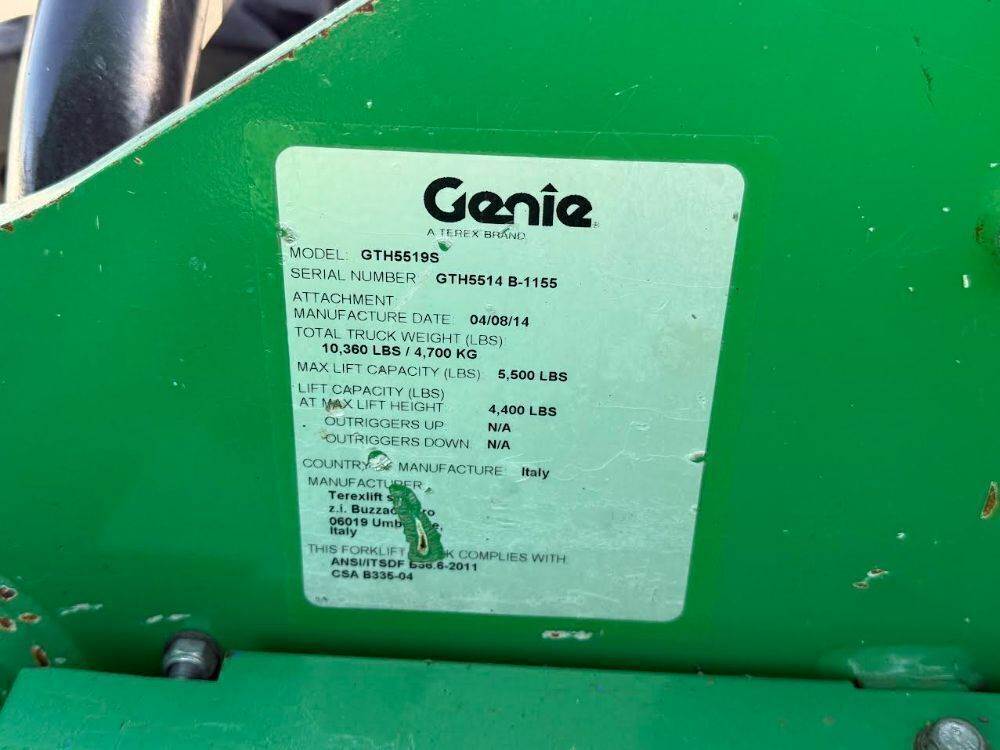 Genie
A TEREX BRAND
MODEL: GTH5519S
SERIAL NUMBER GTH5514 B-1155
ATTACHMENT
MANUFACTURE DATE: 04/08/14
TOTAL TRUCK WEIGHT (LBS)
10,360 LBS / 4,700 KG
MAX LIFT CAPACITY (LBS) 5,500 LBS
LIFT CAPACITY (LBS)
AT MAX LIFT HEIGHT 4,400 LBS
OUTRIGGERS UP N/A
OUTRIGGERS DOWN N/A
COUNTRY MANUFACTURE Italy
MANUFACTURER
Terexlift
z.i.
06019
Italy
THIS FORKLIFT COMPLIES WITH
ANSI/ITSDF B56.6-2011
CSA B335-04